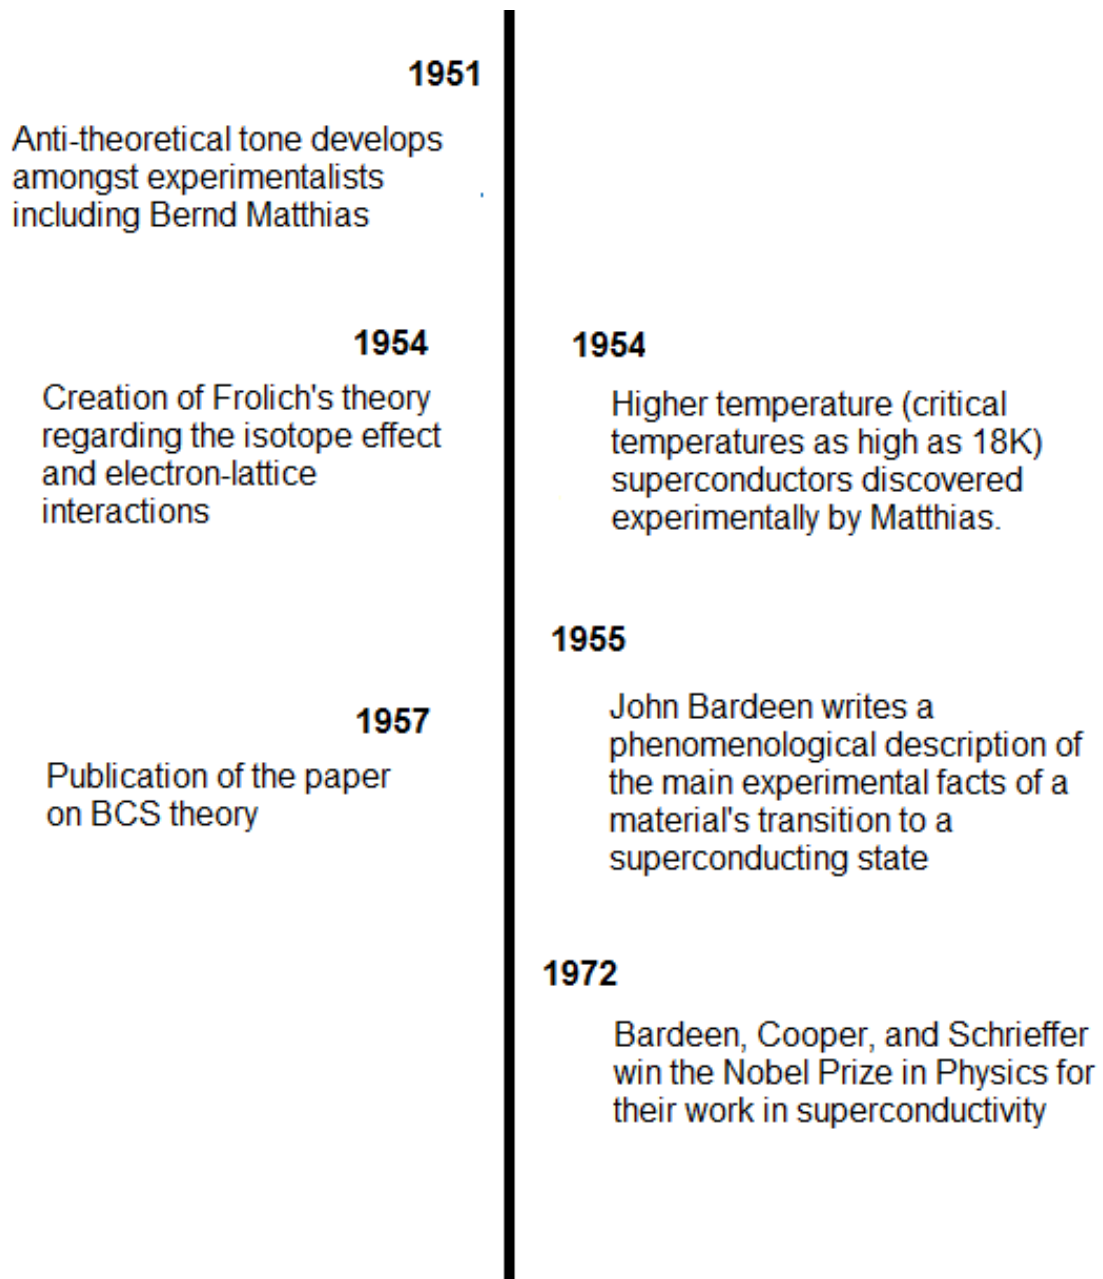 1951
Anti-theoretical tone develops
amongst experimentalists
including Bernd Matthias
1954
Creation of Frolich's theory
regarding the isotope effect
and electron-lattice
interactions
1954
Higher temperature (critical
temperatures as high as 18K)
superconductors discovered
experimentally by Matthias.
1955
John Bardeen writes a
phenomenological description of
the main experimental facts of a
material's transition to a
superconducting state
1957
Publication of the paper
on BCS theory
1972
Bardeen, Cooper, and Schrieffer
win the Nobel Prize in Physics for
their work in superconductivity